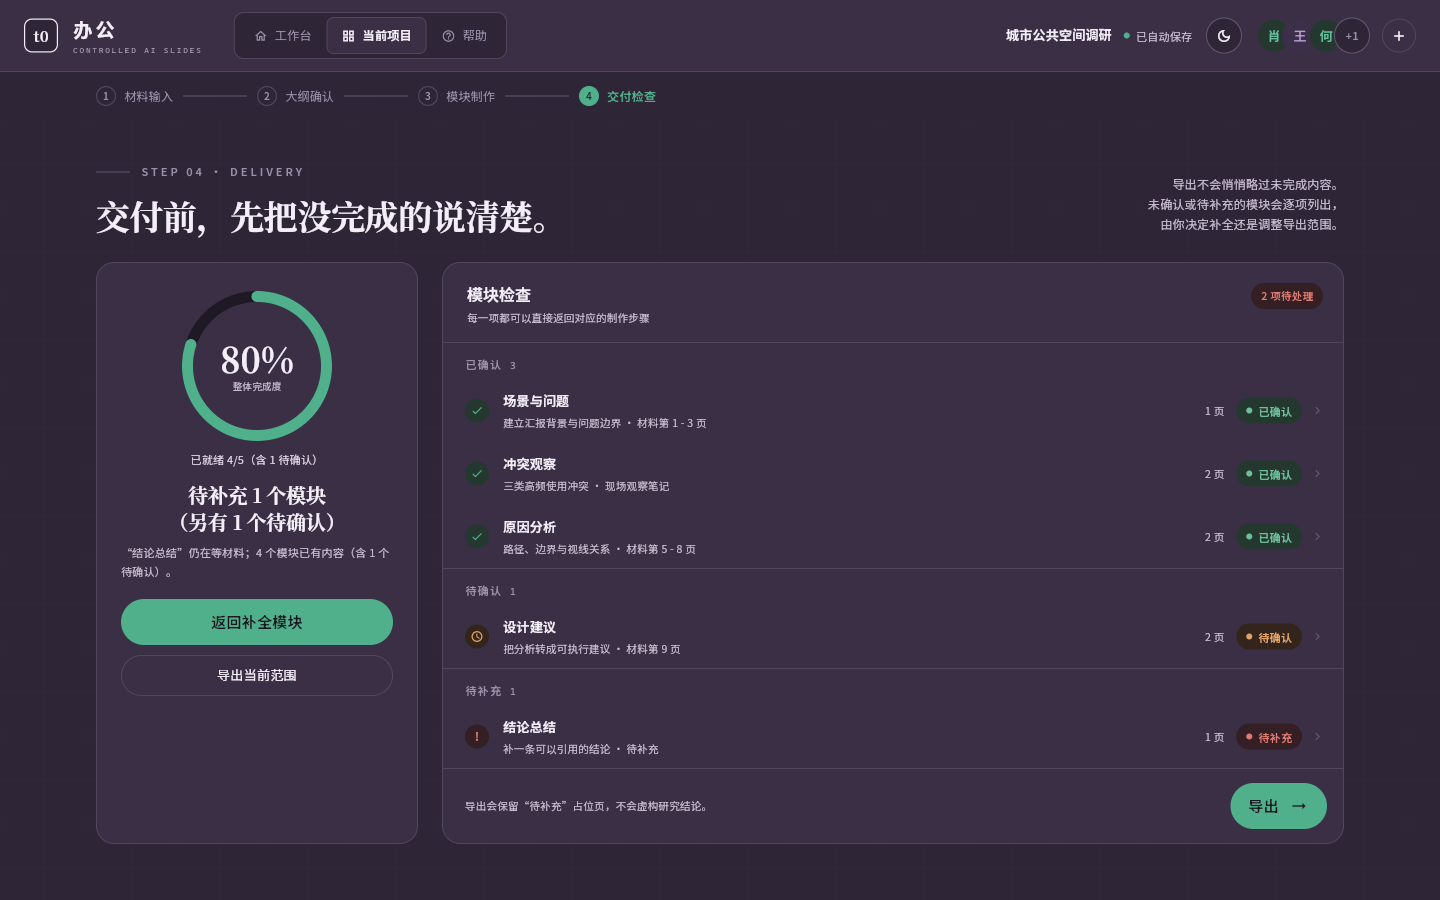 t0
办公
CONTROLLED AI SLIDES
工作台
当前项目
帮助
城市公共空间调研
已自动保存
肖
王
何
+1
1 材料输入
2 大纲确认
3 模块制作
4 交付检查
STEP 04 · DELIVERY
交付前，先把没完成的说清楚。
导出不会悄悄略过未完成内容。
未确认或待补充的模块会逐项列出，
由你决定补全还是调整导出范围。
80%
整体完成度
已就绪 4/5（含 1 待确认）
待补充 1 个模块
（另有 1 个待确认）
“结论总结”仍在等材料；4 个模块已有内容（含 1 个
待确认）。
返回补全模块
导出当前范围
模块检查
每一项都可以直接返回对应的制作步骤
2 项待处理
已确认 3
场景与问题
建立汇报背景与问题边界 · 材料第 1 - 3 页
1 页
已确认
冲突观察
三类高频使用冲突 · 现场观察笔记
2 页
已确认
原因分析
路径、边界与视线关系 · 材料第 5 - 8 页
2 页
已确认
待确认 1
设计建议
把分析转成可执行建议 · 材料第 9 页
2 页
待确认
待补充 1
!
结论总结
补一条可以引用的结论 · 待补充
1 页
待补充
导出会保留“待补充”占位页，不会虚构研究结论。
导出 →